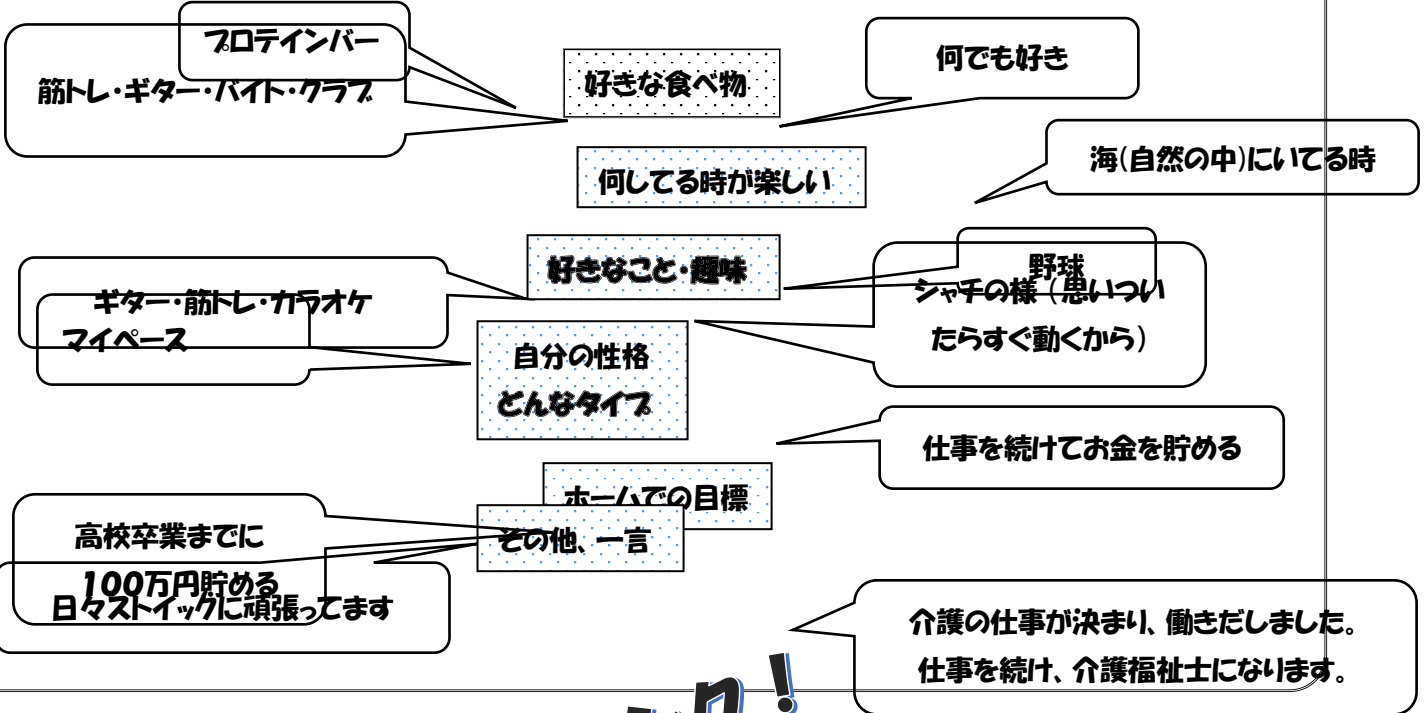 プロテインバー
好きな食べ物
何でも好き
筋トレ・ギター・バイト・クラブ
何してる時が楽しい
海(自然の中)にいてる時
ギター・筋トレ・カラオケ
好きなこと・趣味
野球
マイペース
自分の性格
どんなタイプ
シャチの様（思いつい
たらすぐ動くから）
高校卒業までに
100万円貯める
ホームでの目標
仕事を続けてお金を貯める
日々ストイックに頑張ってます
その他、一言
介護の仕事が決まり、働きだしました。
仕事を続け、介護福祉士になります。